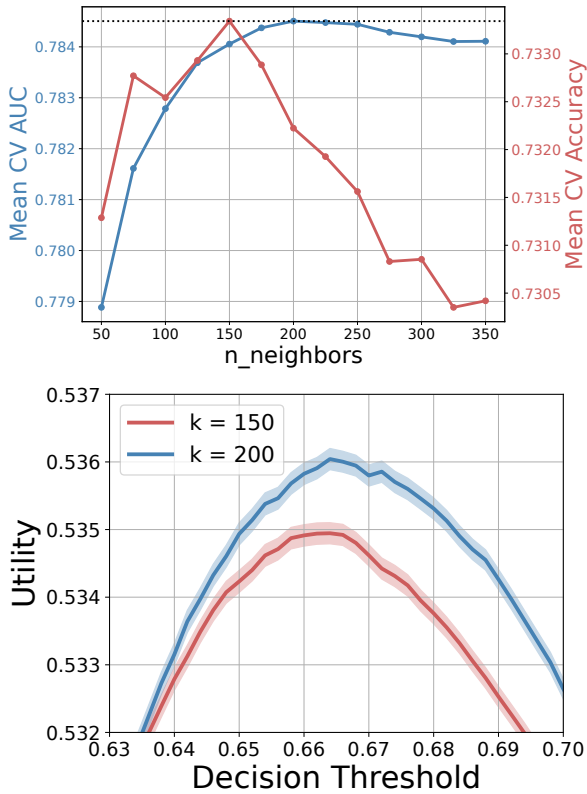 Mean CV AUC
0.784
0.783
0.782
0.781
0.780
0.779
0.7330
0.7325
0.7320
0.7315
0.7310
0.7305
Mean CV Accuracy
50 100 150 200 250 300 350
n_neighbors
Utility
0.537
0.536
0.535
0.534
0.533
0.532
k = 150
k = 200
0.63 0.64 0.65 0.66 0.67 0.68 0.69 0.70
Decision Threshold